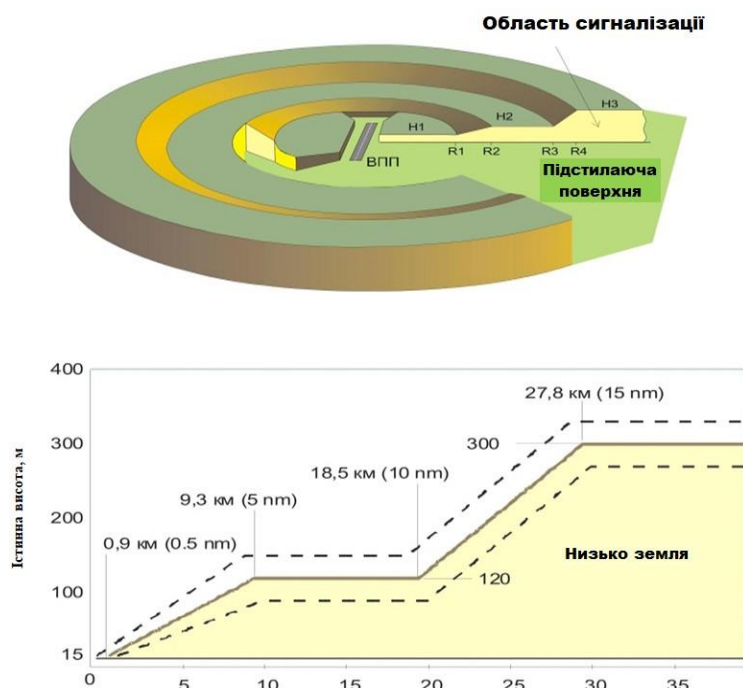 Область сигналізації
H3
H2
H1
ВПП
R1
R2
R3
R4
Підстилаюча
поверхня
400
27,8 км (15 nm)
300
300
18,5 км (10 nm)
9,3 км (5 nm)
200
0,9 км (0.5 nm)
Істинна висота, м
Низько земля
120
100
15
0
5
10
15
20
25
30
35